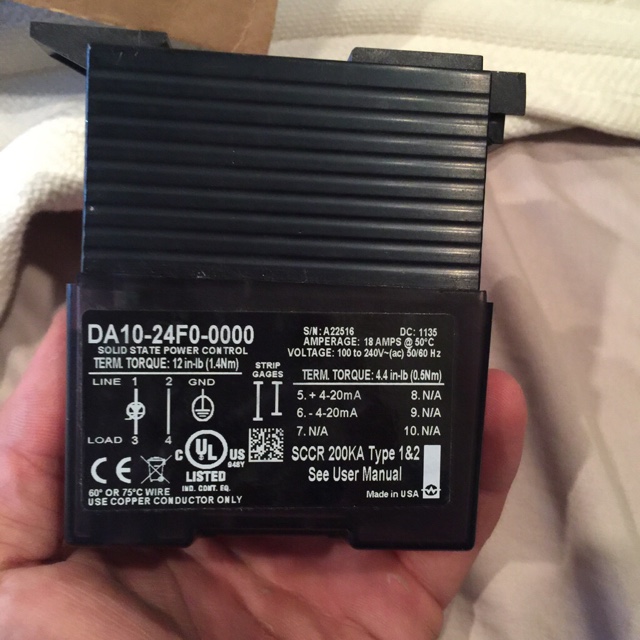 DA10-24F0-0000
SOLID STATE POWER CONTROL
TERM. TORQUE: 12 in-lb (1.4Nm)
S/N: A22516 DC: 1135
AMPERAGE: 18 AMPS @ 50°C
VOLTAGE: 100 to 240V~(ac) 50/60 Hz
LINE 1 2 GND
LOAD 3 4
STRIP
GAGES
TERM. TORQUE: 4.4 in-lb (0.5Nm)
5. + 4-20mA 8. N/A
6. - 4-20mA 9. N/A
7. N/A 10. N/A
SCCR 200KA Type 1&2
See User Manual
Made in USA
CE
C UL US
LISTED
IND. CONT. EQ.
60° OR 75°C WIRE
USE COPPER CONDUCTOR ONLY